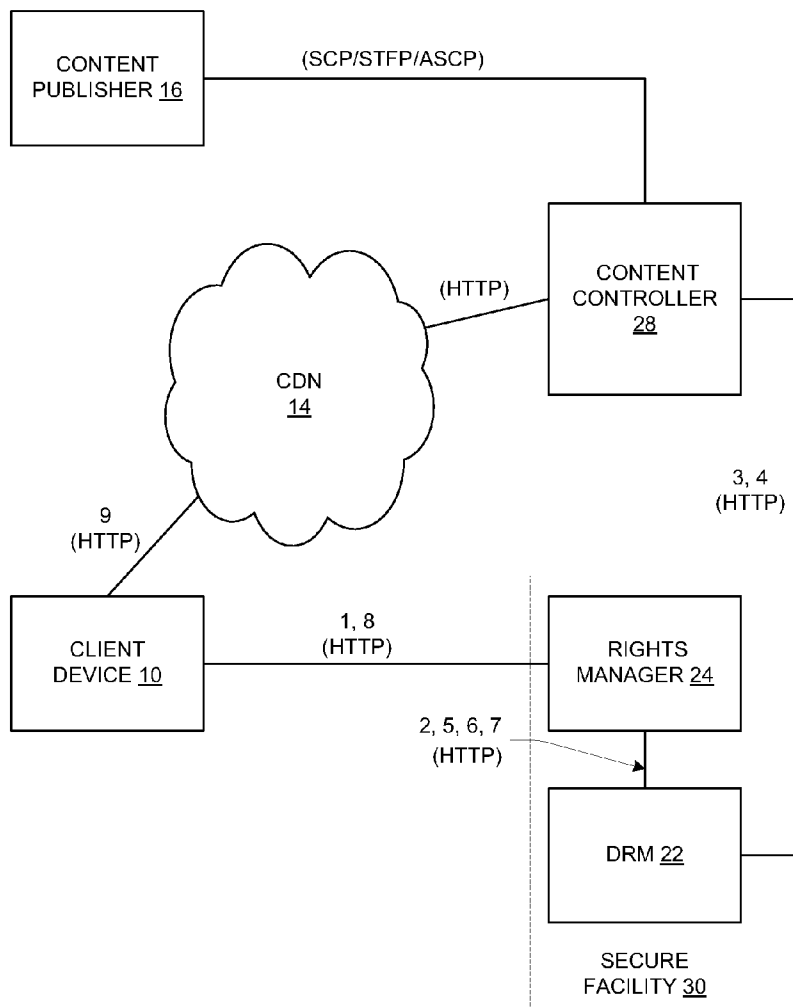 CONTENT
PUBLISHER 16
(SCP/STFP/ASCP)
CONTENT
CONTROLLER
28
(HTTP)
CDN
14
3, 4
(HTTP)
9
(HTTP)
CLIENT
DEVICE 10
1, 8
(HTTP)
RIGHTS
MANAGER 24
2, 5, 6, 7
(HTTP)
DRM 22
SECURE
FACILITY 30